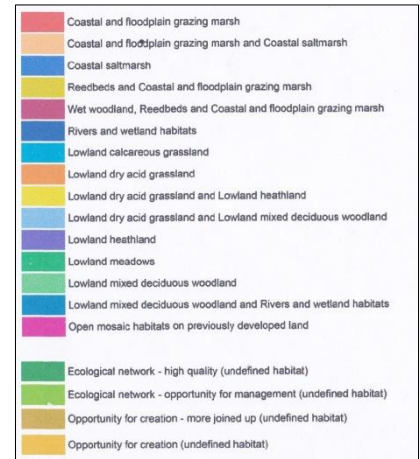 Coastal and floodplain grazing marsh
Coastal and floodplain grazing marsh and Coastal saltmarsh
Coastal saltmarsh
Reedbeds and Coastal and floodplain grazing marsh
Wet woodland, Reedbeds and Coastal and floodplain grazing marsh
Rivers and wetland habitats
Lowland calcareous grassland
Lowland dry acid grassland
Lowland dry acid grassland and Lowland heathland
Lowland dry acid grassland and Lowland mixed deciduous woodland
Lowland heathland
Lowland meadows
Lowland mixed deciduous woodland
Lowland mixed deciduous woodland and Rivers and wetland habitats
Open mosaic habitats on previously developed land
Ecological network - high quality (undefined habitat)
Ecological network - opportunity for management (undefined habitat)
Opportunity for creation - more joined up (undefined habitat)
Opportunity for creation (undefined habitat)